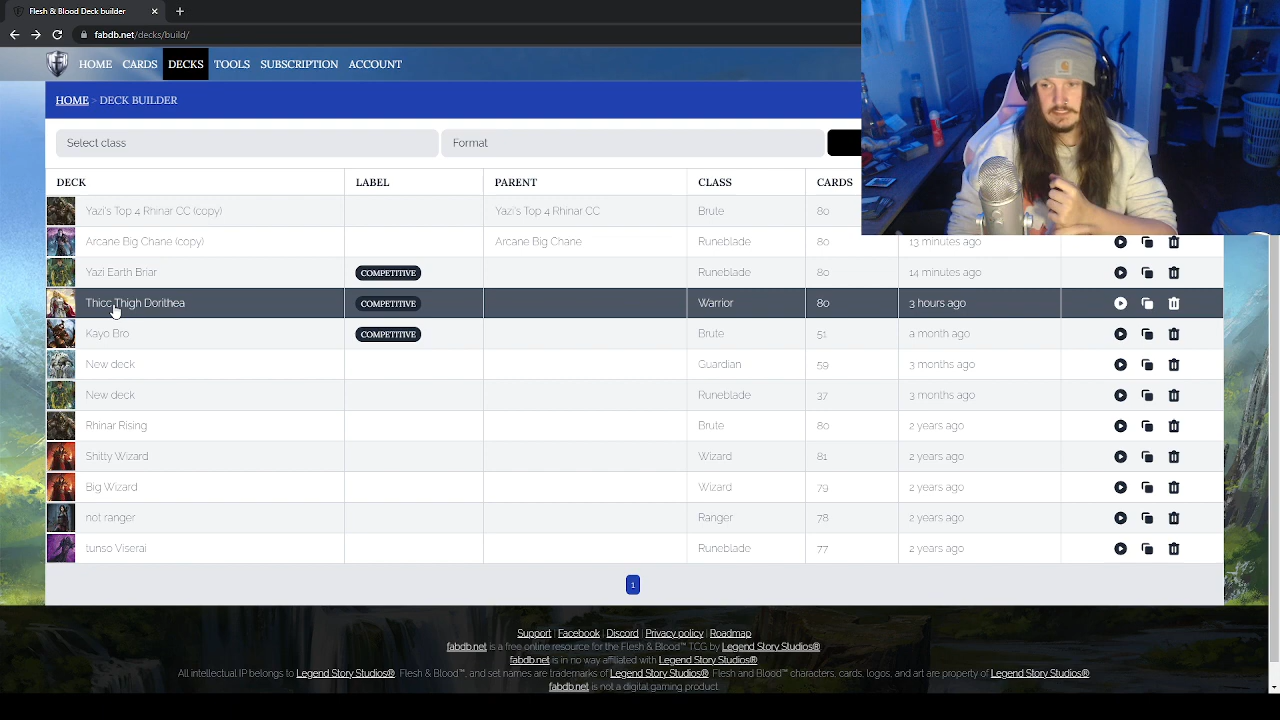 Flesh & Blood Deck builder
fabdb.net/decks/build/
HOME CARDS DECKS TOOLS SUBSCRIPTION ACCOUNT
HOME > DECK BUILDER
Select class Format
DECK LABEL PARENT CLASS CARDS
Yazi's Top 4 Rhinar CC (copy) Yazi's Top 4 Rhinar CC Brute 80
Arcane Big Chane (copy) Arcane Big Chane Runeblade 80 13 minutes ago
Yazi Earth Briar COMPETITIVE Runeblade 80 14 minutes ago
Thicc Thigh Dorithea COMPETITIVE Warrior 80 3 hours ago
Kayo Bro COMPETITIVE Brute 51 a month ago
New deck Guardian 59 3 months ago
New deck Runeblade 37 3 months ago
Rhinar Rising Brute 80 2 years ago
Shitty Wizard Wizard 81 2 years ago
Big Wizard Wizard 79 2 years ago
not ranger Ranger 78 2 years ago
tunso Viserai Runeblade 77 2 years ago
1
Support | Facebook | Discord | Privacy policy | Roadmap
fabdb.net is a free online resource for the Flesh & Blood™ TCG by Legend Story Studios®
fabdb.net is in no way affiliated with Legend Story Studios®
All intellectual IP belongs to Legend Story Studios®, Flesh & Blood™, and set names are trademarks of Legend Story Studios®. Flesh and Blood™ characters, cards, logos, and art are property of Legend Story Studios®
fabdb.net is not a digital gaming product.